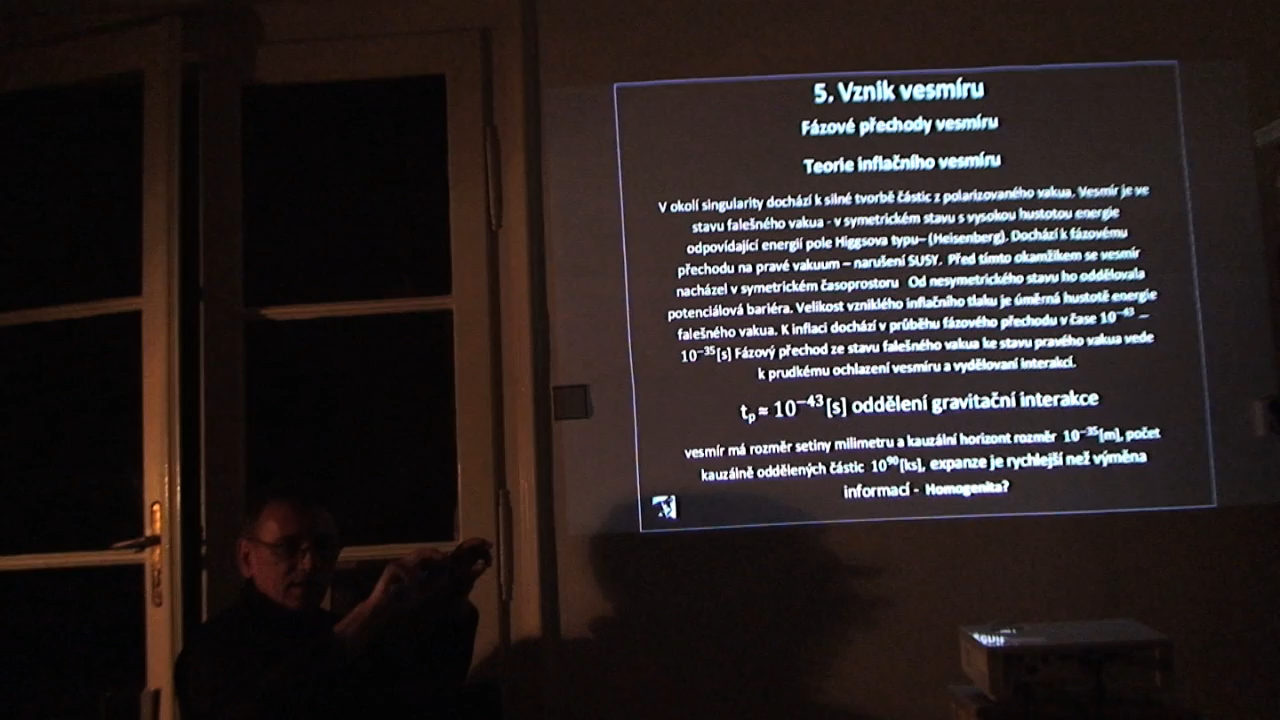 5. Vznik vesmíru
Fázové přechody vesmíru
Teorie inflačního vesmíru
V okolí singularity dochází k silné tvorbě částic z polarizovaného vakua. Vesmír je ve
stavu falešného vakua - v symetrickém stavu s vysokou hustotou energie
odpovídající energií pole Higgsova typu– (Heisenberg). Dochází k fázovému
přechodu na pravé vakuum – narušení SUSY. Před tímto okamžikem se vesmír
nacházel v symetrickém časoprostoru Od nesymetrického stavu ho oddělovala
potenciálová bariéra. Velikost vzniklého inflačního tlaku je úměrná hustotě energie
falešného vakua. K inflaci dochází v průběhu fázového přechodu v čase 10⁻⁴³ –
10⁻³⁵[s] Fázový přechod ze stavu falešného vakua ke stavu pravého vakua vede
k prudkému ochlazení vesmíru a vydělovaní interakcí.
tₚ ≈ 10⁻⁴³[s] oddělení gravitační interakce
vesmír má rozměr setiny milimetru a kauzální horizont rozměr 10⁻³⁵[m], počet
kauzálně oddělených částic 10⁹⁰[ks], expanze je rychlejší než výměna
informací - Homogenita?